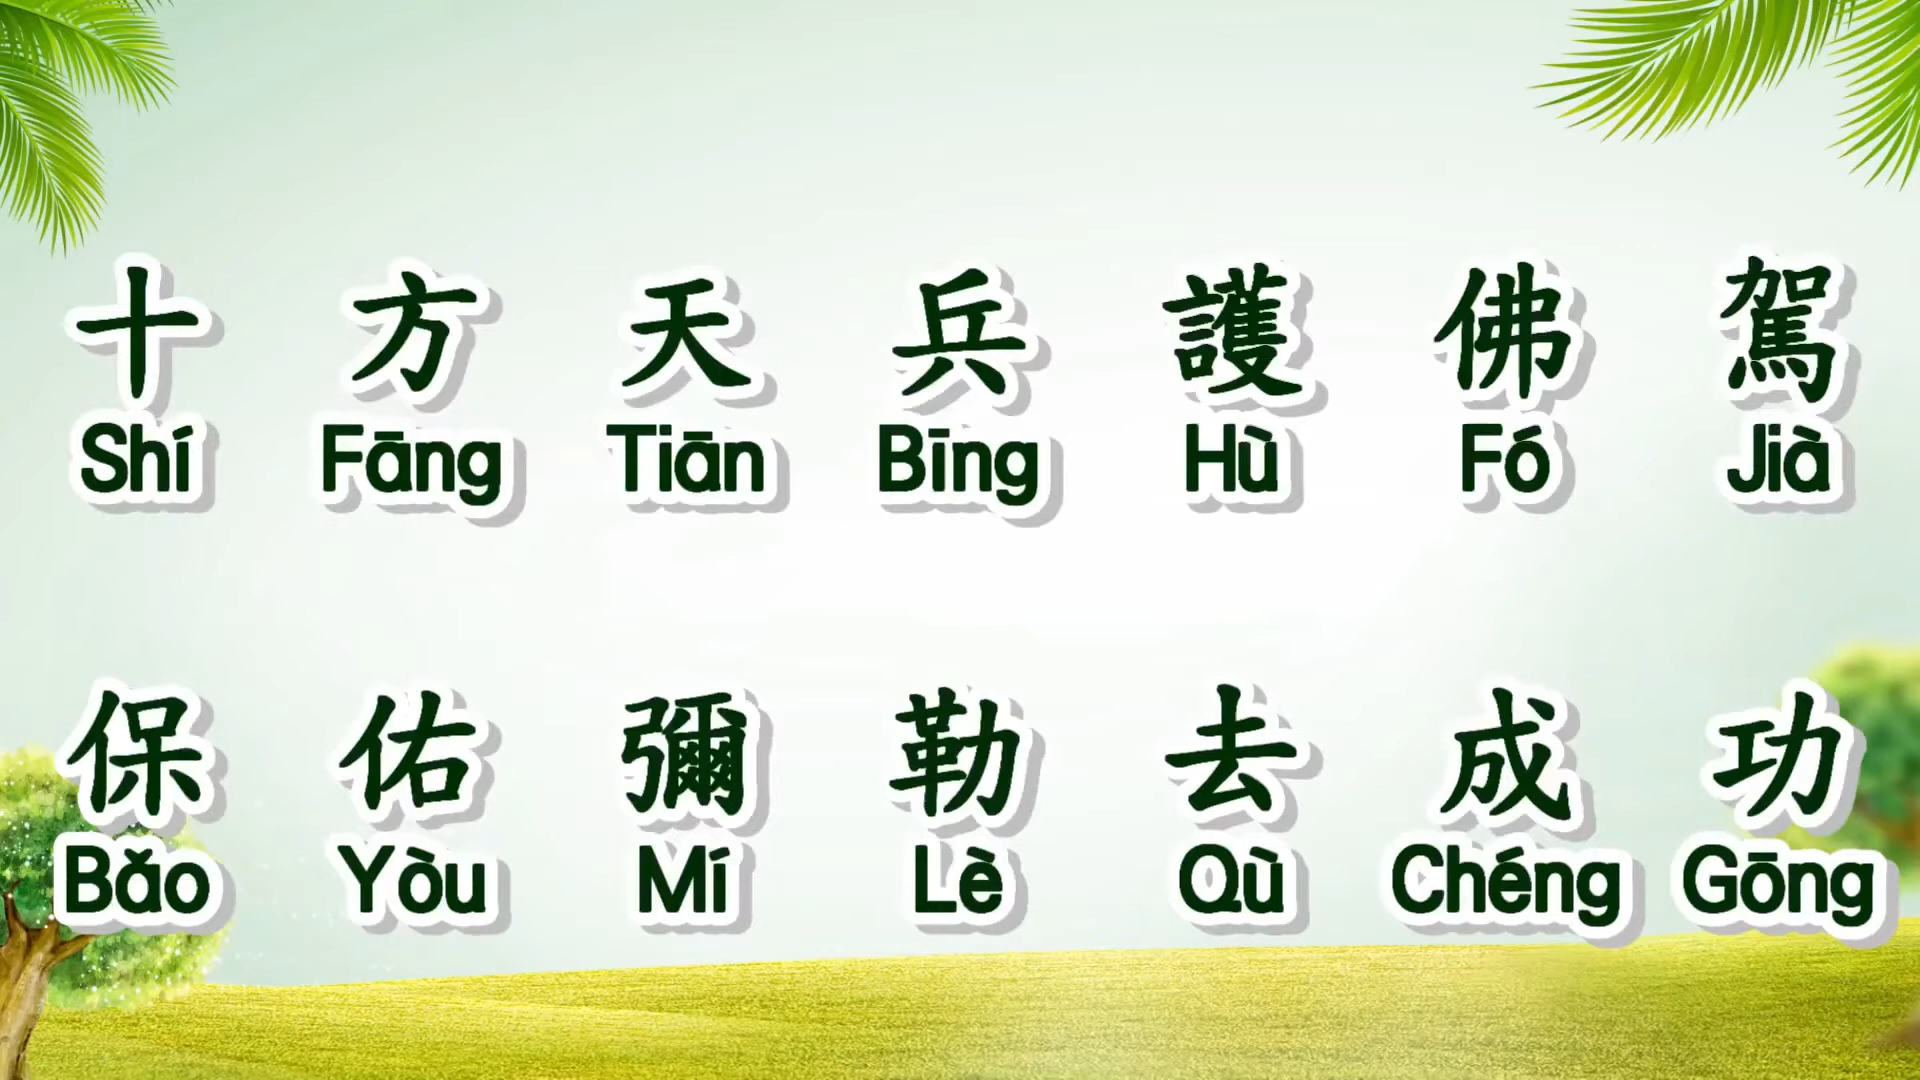 十 方 天 兵 護 佛 駕
Shí Fāng Tiān Bīng Hù Fó Jià
保 佑 彌 勒 去 成 功
Bǎo Yòu Mí Lè Qù Chéng Gōng